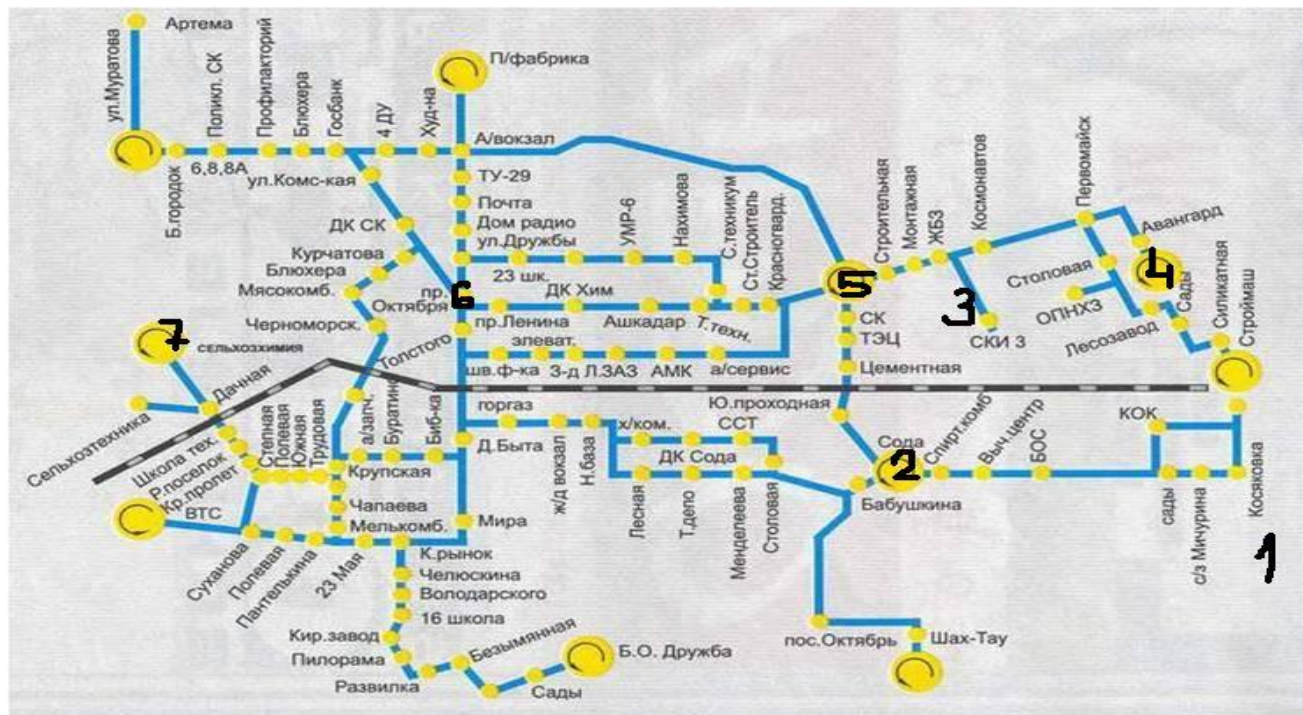 Артема
ул.Муратова
Б.городок
Поликл. СК
6,8,8А
Профилакторий
Блюхера
Госбанк
ул.Комс-кая
4 ДУ
Худ-на
П/фабрика
А/вокзал
ТУ-29
Почта
Дом радио
ул.Дружбы
ДК СК
Курчатова
Блюхера
Мясокомб.
пр.
Октября
6
23 шк.
УМР-6
Нахимова
С.техникум
Ст.Строитель
Красногвард.
ДК Хим
пр.Ленина
Ашкадар
Т.техн.
Черноморск.
Толстого
элеват.
шв.ф-ка
З-д Л.ЗАЗ
АМК
а/сервис
5
Строительная
Монтажная
ЖБЗ
Космонавтов
Первомайск
Авангард
4
Столовая
ОПНХЗ
Лесозавод
Сады
Силикатная
Строймаш
3
СКИ 3
СК
ТЭЦ
Цементная
Ю.проходная
7
сельхозхимия
Дачная
Сельхозтехника
Школа тех.
Р.поселок
Кр.пролет
Степная
Полевая
Южная
Трудовая
а/запч.
Буратино
Биб-ка
Крупская
Чапаева
Мелькомб.
ВТС
Суханова
Полевая
Пантелькина
23 Мая
К.рынок
Мира
Д.Быта
горгаз
ж/д вокзал
Н.база
х/ком.
ССТ
ДК Сода
Лесная
Т.депо
Менделеева
Столовая
Сода
2
Бабушкина
Спирт.комб
Выч.центр
БОС
КОК
сады
с/з Мичурина
Косяковка
1
Челюскина
Володарского
16 школа
Кир.завод
Пилорама
Развилка
Безымянная
Сады
Б.О. Дружба
пос.Октябрь
Шах-Тау